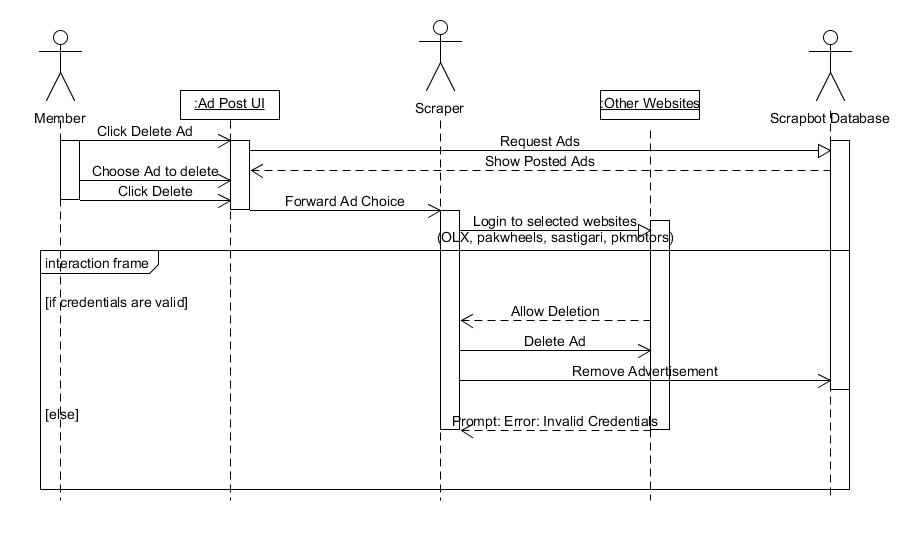 Member
:Ad Post UI
Scraper
:Other Websites
Scrapbot Database
Click Delete Ad
Request Ads
Show Posted Ads
Choose Ad to delete
Click Delete
Forward Ad Choice
Login to selected websites
(OLX, pakwheels, sastigari, pkmotors)
interaction frame
[if credentials are valid]
Allow Deletion
Delete Ad
Remove Advertisement
[else]
Prompt: Error: Invalid Credentials